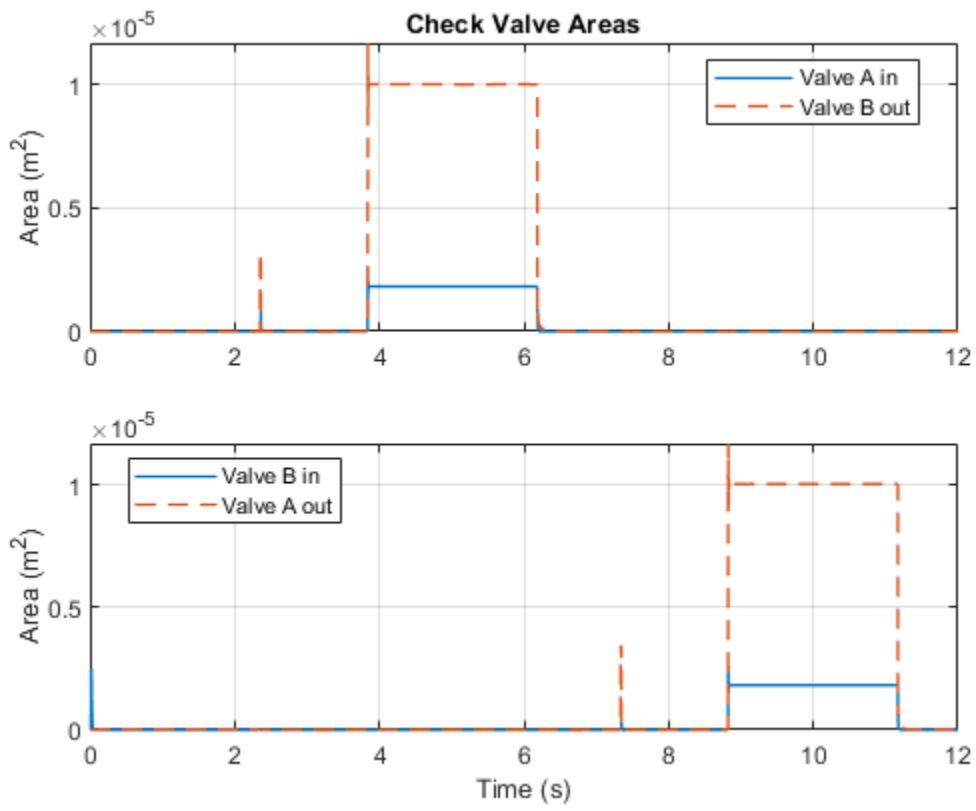 Check Valve Areas
×10-5
1
0.5
0
Area (m2)
Valve A in
Valve B out
0 2 4 6 8 10 12
×10-5
1
0.5
0
Area (m2)
Valve B in
Valve A out
0 2 4 6 8 10 12
Time (s)